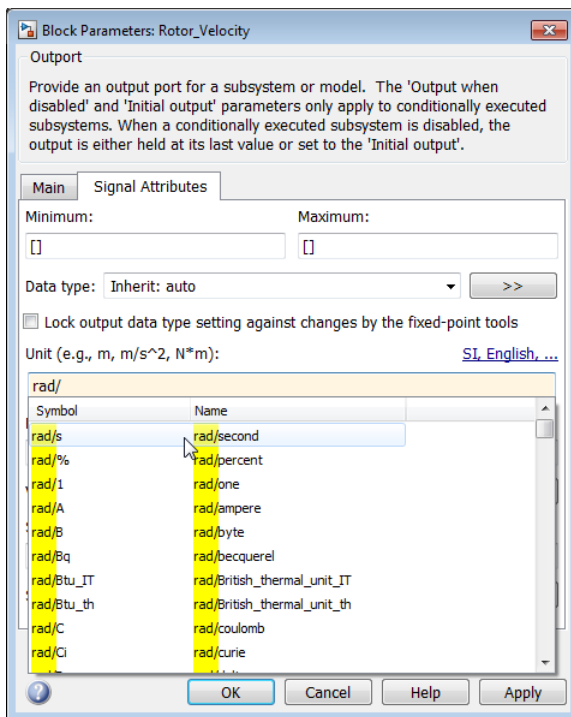 Block Parameters: Rotor_Velocity
Outport
Provide an output port for a subsystem or model. The 'Output when
disabled' and 'Initial output' parameters only apply to conditionally executed
subsystems. When a conditionally executed subsystem is disabled, the
output is either held at its last value or set to the 'Initial output'.
Main Signal Attributes
Minimum: Maximum:
[] []
Data type: Inherit: auto >>
Lock output data type setting against changes by the fixed-point tools
Unit (e.g., m, m/s^2, N*m): SI, English, ...
rad/
Symbol Name
rad/s rad/second
rad/% rad/percent
rad/1 rad/one
rad/A rad/ampere
rad/B rad/byte
rad/Bq rad/becquerel
rad/Btu_IT rad/British_thermal_unit_IT
rad/Btu_th rad/British_thermal_unit_th
rad/C rad/coulomb
rad/Ci rad/curie
OK Cancel Help Apply